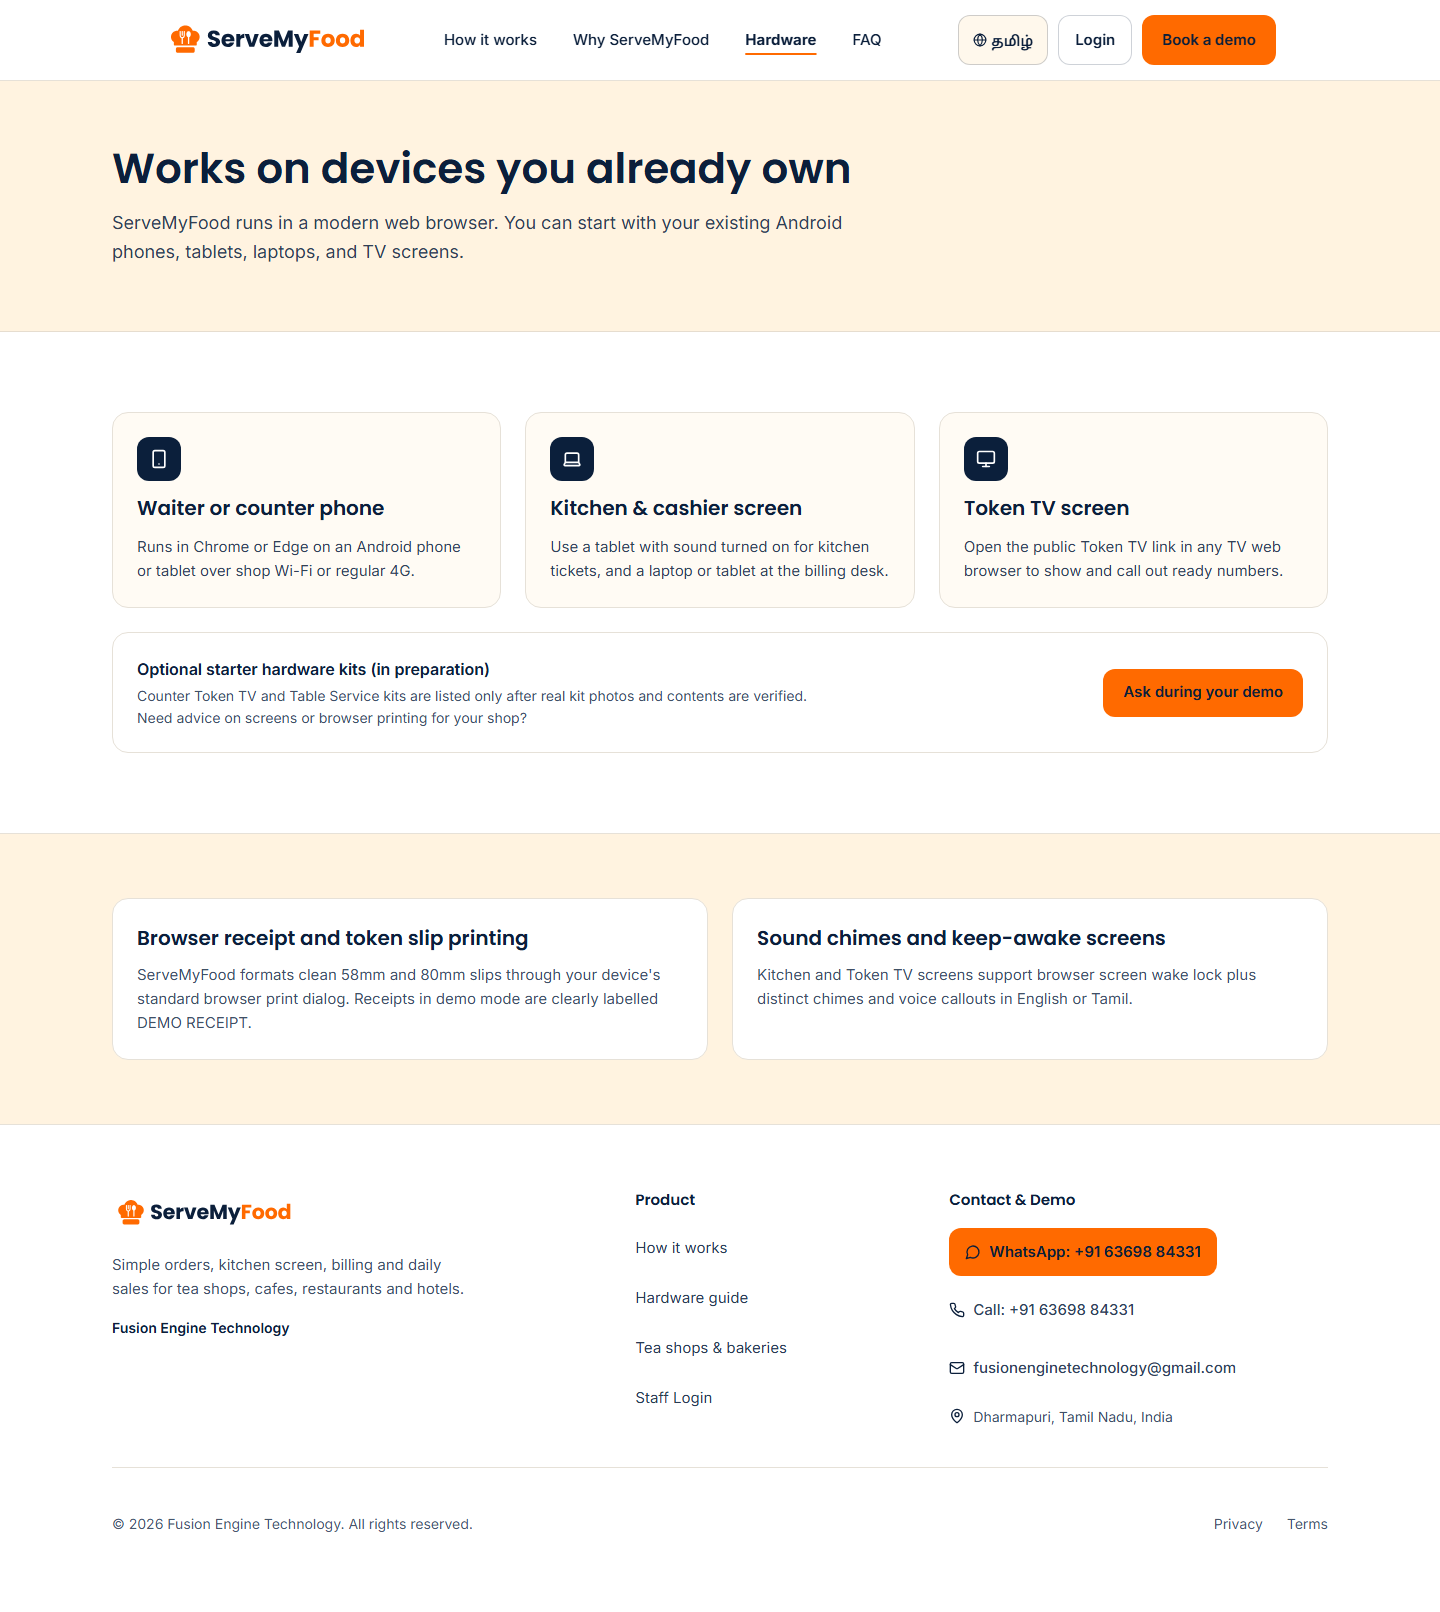 ServeMyFood
How it works
Why ServeMyFood
Hardware
FAQ
தமிழ்
Login
Book a demo
Works on devices you already own
ServeMyFood runs in a modern web browser. You can start with your existing Android
phones, tablets, laptops, and TV screens.
Waiter or counter phone
Runs in Chrome or Edge on an Android phone
or tablet over shop Wi-Fi or regular 4G.
Kitchen & cashier screen
Use a tablet with sound turned on for kitchen
tickets, and a laptop or tablet at the billing desk.
Token TV screen
Open the public Token TV link in any TV web
browser to show and call out ready numbers.
Optional starter hardware kits (in preparation)
Counter Token TV and Table Service kits are listed only after real kit photos and contents are verified.
Need advice on screens or browser printing for your shop?
Ask during your demo
Browser receipt and token slip printing
ServeMyFood formats clean 58mm and 80mm slips through your device's
standard browser print dialog. Receipts in demo mode are clearly labelled
DEMO RECEIPT.
Sound chimes and keep-awake screens
Kitchen and Token TV screens support browser screen wake lock plus
distinct chimes and voice callouts in English or Tamil.
ServeMyFood
Simple orders, kitchen screen, billing and daily
sales for tea shops, cafes, restaurants and hotels.
Fusion Engine Technology
Product
How it works
Hardware guide
Tea shops & bakeries
Staff Login
Contact & Demo
WhatsApp: +91 63698 84331
Call: +91 63698 84331
fusionenginetechnology@gmail.com
Dharmapuri, Tamil Nadu, India
© 2026 Fusion Engine Technology. All rights reserved.
Privacy
Terms